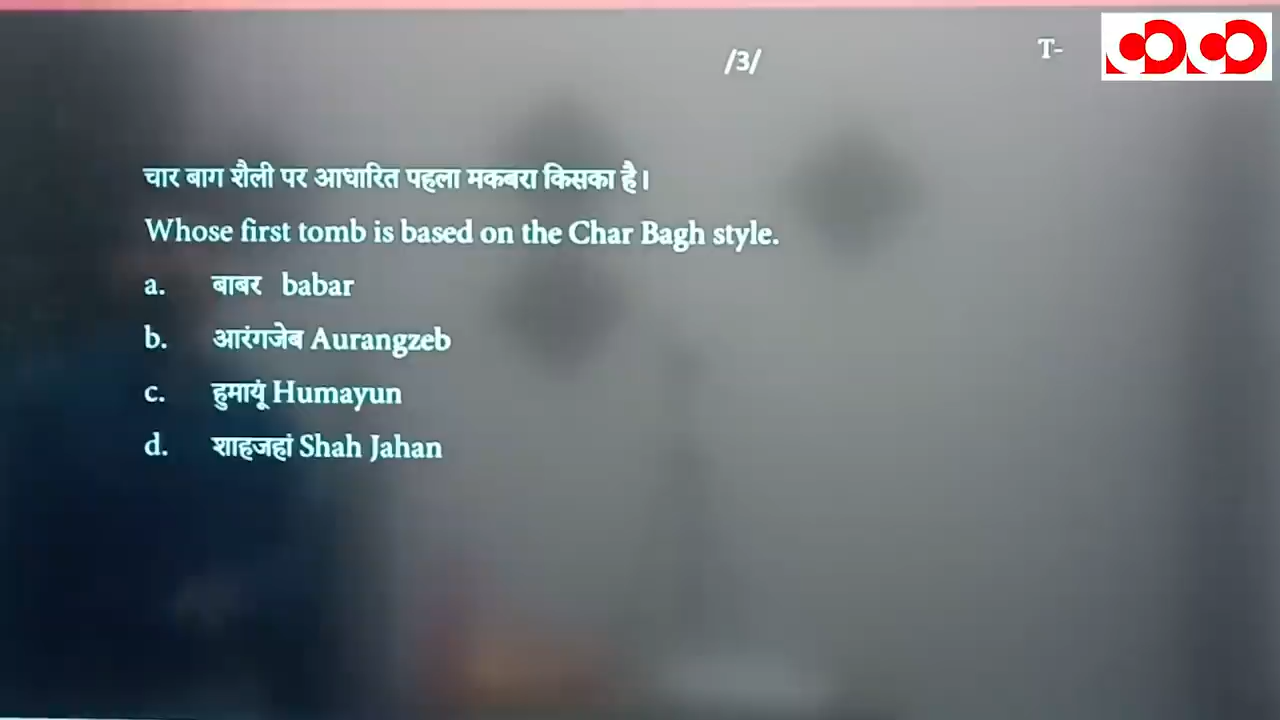 /3/
T-
चार बाग शैली पर आधारित पहला मकबरा किसका है।
Whose first tomb is based on the Char Bagh style.
a. बाबर babar
b. आरंगजेब Aurangzeb
c. हुमायूं Humayun
d. शाहजहां Shah Jahan